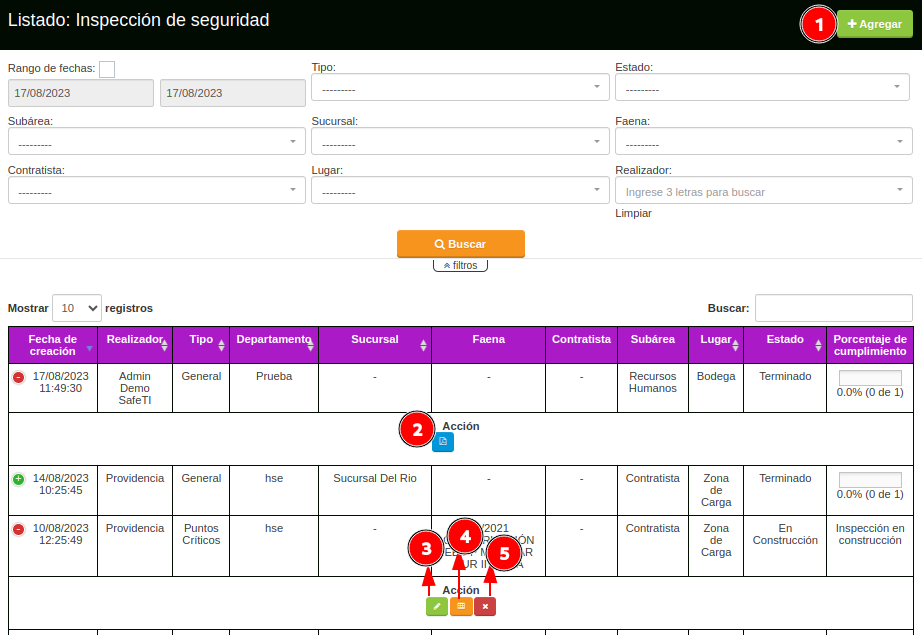 Listado: Inspección de seguridad
1
Agregar
Rango de fechas:
Tipo:
Estado:
17/08/2023
17/08/2023
---------
---------
Subárea:
Sucursal:
Faena:
---------
---------
---------
Contratista:
Lugar:
Realizador:
---------
---------
Ingrese 3 letras para buscar
Limpiar
Buscar
filtros
Mostrar 10 registros
Buscar:
Fecha de creación
Realizador
Tipo
Departamento
Sucursal
Faena
Contratista
Subárea
Lugar
Estado
Porcentaje de cumplimiento
17/08/2023
11:49:30
Admin
Demo
SafeTI
General
Prueba
-
-
-
Recursos
Humanos
Bodega
Terminado
0.0% (0 de 1)
Acción
2
14/08/2023
10:25:45
Providencia
General
hse
Sucursal Del Rio
-
-
Contratista
Zona
de
Carga
Terminado
0.0% (0 de 1)
10/08/2023
12:25:49
Providencia
Puntos
Críticos
hse
-
/2021
-
Contratista
Zona
de
Carga
En
Construcción
Inspección en
construcción
3
4
5
Acción